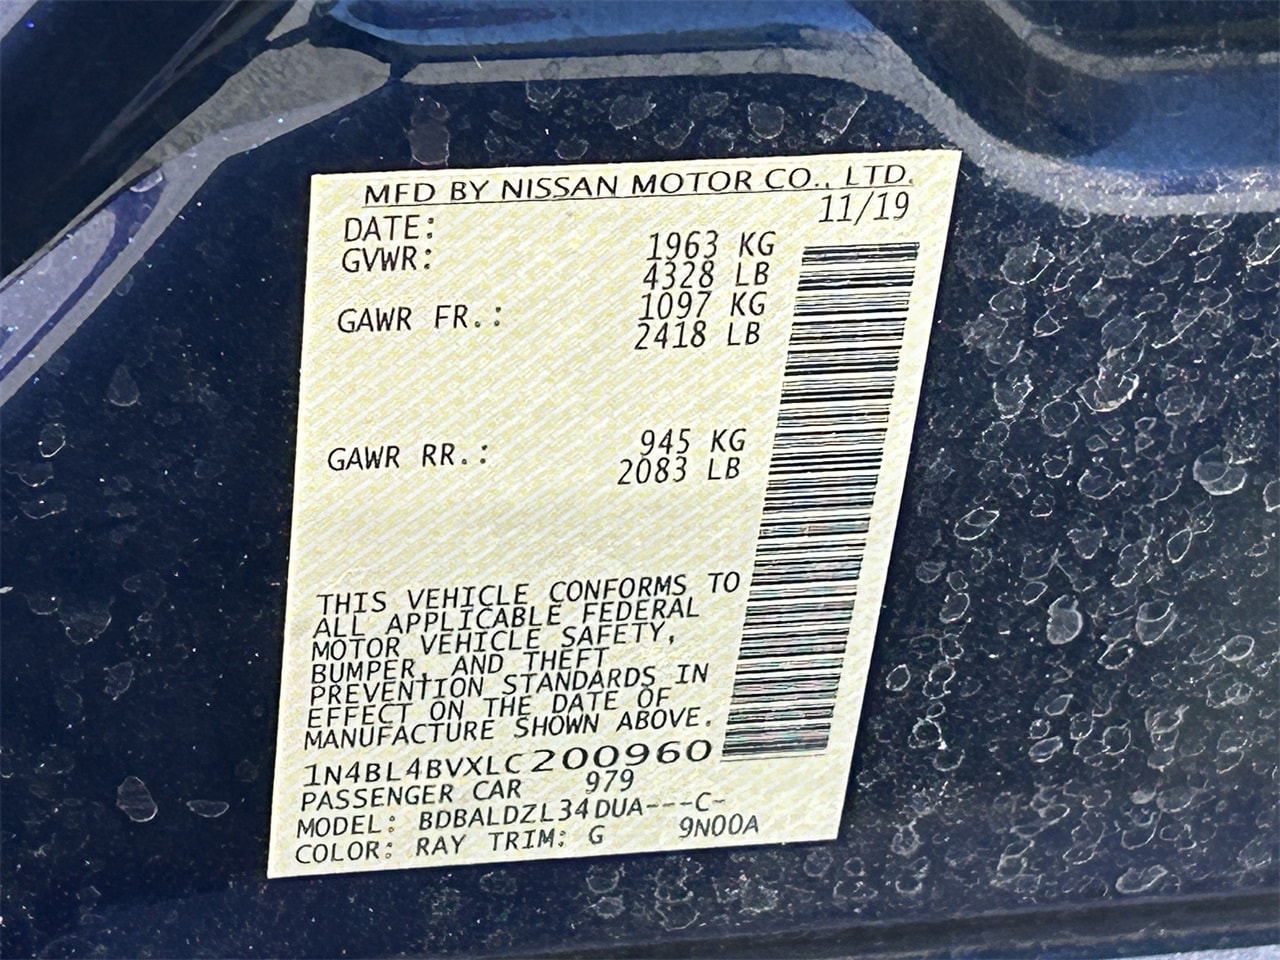 MFD BY NISSAN MOTOR CO., LTD.
DATE: 11/19
GVWR: 1963 KG
4328 LB
GAWR FR.: 1097 KG
2418 LB
GAWR RR.: 945 KG
2083 LB
THIS VEHICLE CONFORMS TO
ALL APPLICABLE FEDERAL
MOTOR VEHICLE SAFETY,
BUMPER, AND THEFT
PREVENTION STANDARDS IN
EFFECT ON THE DATE OF
MANUFACTURE SHOWN ABOVE.
1N4BL4BVXLC200960
PASSENGER CAR 979
MODEL: BDBALDZL34DUA---C-
COLOR: RAY TRIM: G 9N00A